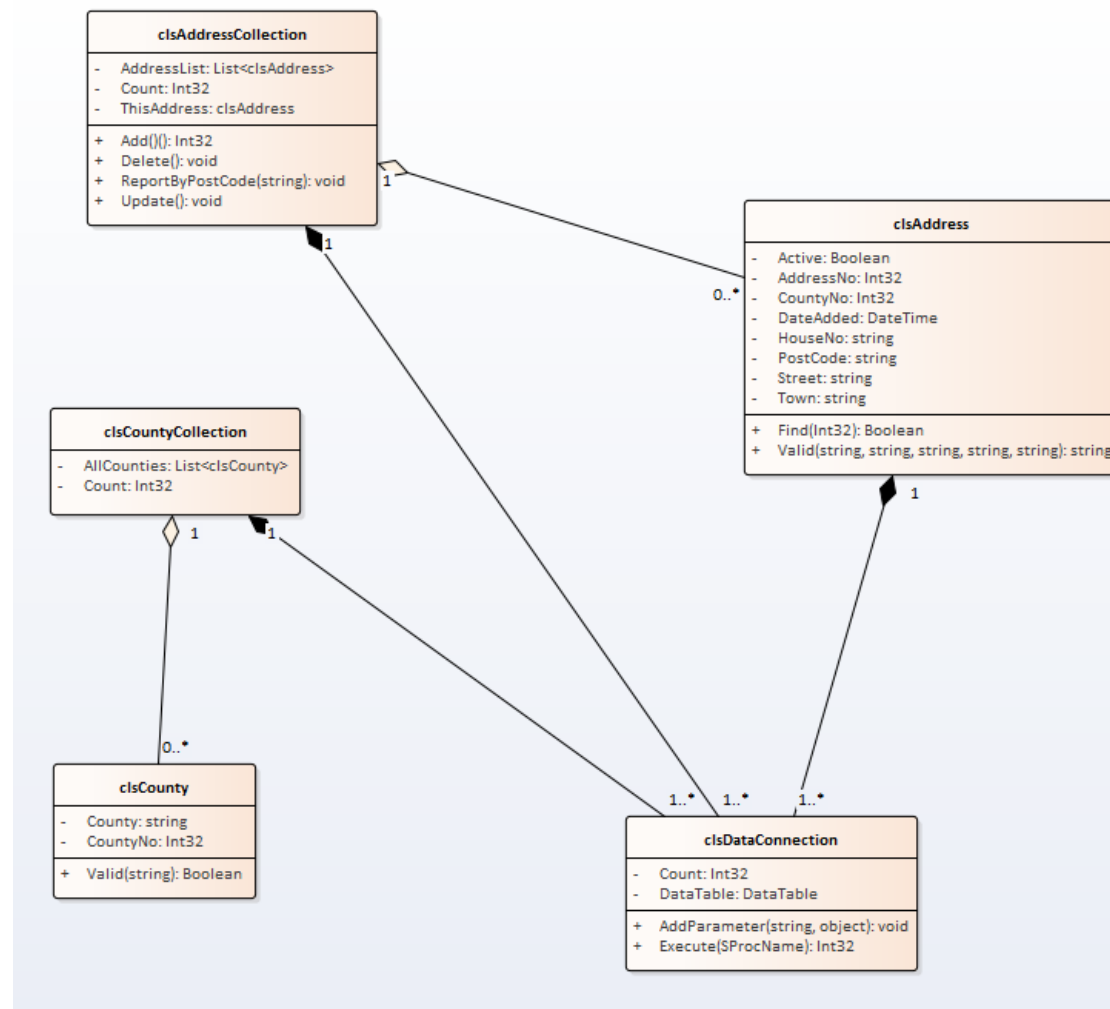 clsAddressCollection
- AddressList: List<clsAddress>
- Count: Int32
- ThisAddress: clsAddress
+ Add()(): Int32
+ Delete(): void
+ ReportByPostCode(string): void
+ Update(): void
1
1
0..*
clsAddress
- Active: Boolean
- AddressNo: Int32
- CountyNo: Int32
- DateAdded: DateTime
- HouseNo: string
- PostCode: string
- Street: string
- Town: string
+ Find(Int32): Boolean
+ Valid(string, string, string, string, string): string
1
clsCountyCollection
- AllCounties: List<clsCounty>
- Count: Int32
1
1
0..*
clsCounty
- County: string
- CountyNo: Int32
+ Valid(string): Boolean
1..*
1..*
1..*
clsDataConnection
- Count: Int32
- DataTable: DataTable
+ AddParameter(string, object): void
+ Execute(SProcName): Int32